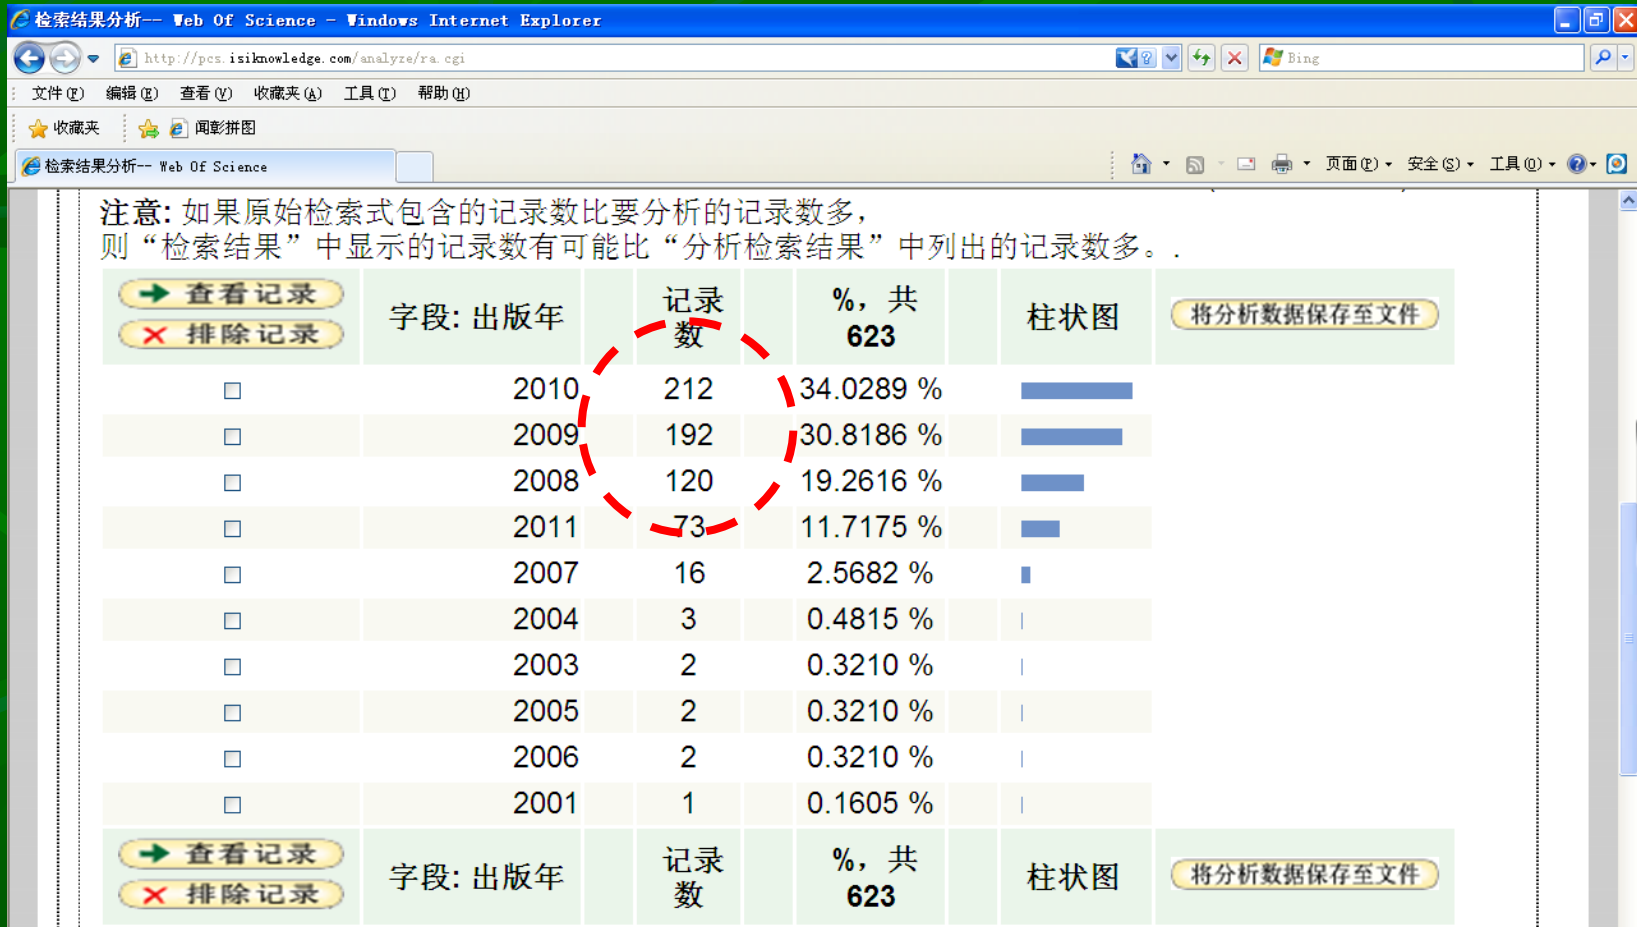 检索结果分析-- Web Of Science - Windows Internet Explorer
http://pcs.isiknowledge.com/analyze/ra.cgi
Bing
文件(F) 编辑(E) 查看(V) 收藏夹(A) 工具(T) 帮助(H)
收藏夹 闻彰拼图
检索结果分析-- Web Of Science 页面(P) 安全(S) 工具(O)
注意: 如果原始检索式包含的记录数比要分析的记录数多，
则“检索结果”中显示的记录数有可能比“分析检索结果”中列出的记录数多。.
查看记录
排除记录
字段: 出版年
记录
数
%，共
623
柱状图
将分析数据保存至文件
2010 212 34.0289 %
2009 192 30.8186 %
2008 120 19.2616 %
2011 73 11.7175 %
2007 16 2.5682 %
2004 3 0.4815 %
2003 2 0.3210 %
2005 2 0.3210 %
2006 2 0.3210 %
2001 1 0.1605 %
查看记录
排除记录
字段: 出版年
记录
数
%，共
623
柱状图
将分析数据保存至文件